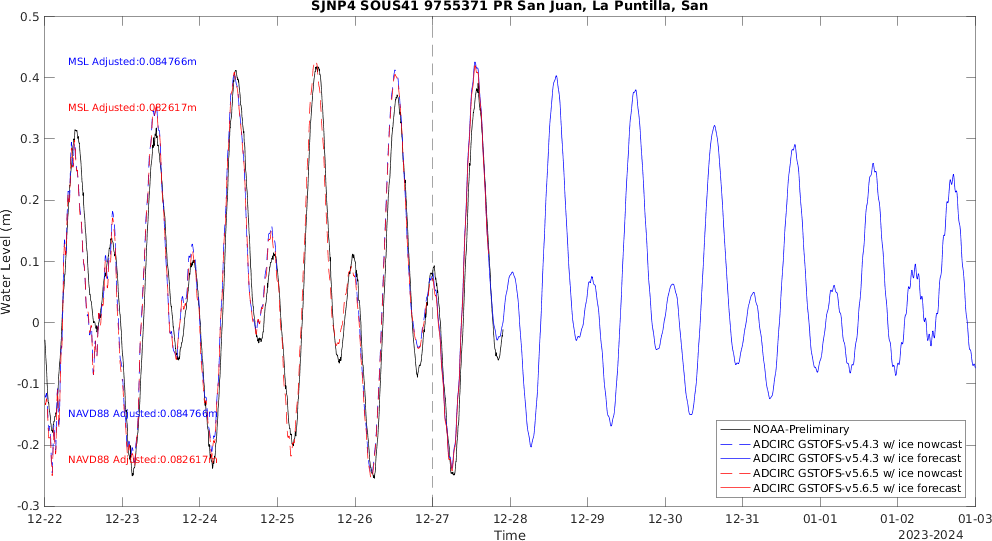 SJNP4 SOUS41 9755371 PR San Juan, La Puntilla, San
0.5
0.4
0.3
0.2
0.1
0
-0.1
-0.2
-0.3
Water Level (m)
MSL Adjusted:0.084766m
MSL Adjusted:0.082617m
NAVD88 Adjusted:0.084766m
NAVD88 Adjusted:0.082617m
NOAA-Preliminary
ADCIRC GSTOFS-v5.4.3 w/ ice nowcast
ADCIRC GSTOFS-v5.4.3 w/ ice forecast
ADCIRC GSTOFS-v5.6.5 w/ ice nowcast
ADCIRC GSTOFS-v5.6.5 w/ ice forecast
12-22 12-23 12-24 12-25 12-26 12-27 12-28 12-29 12-30 12-31 01-01 01-02 01-03
Time
2023-2024